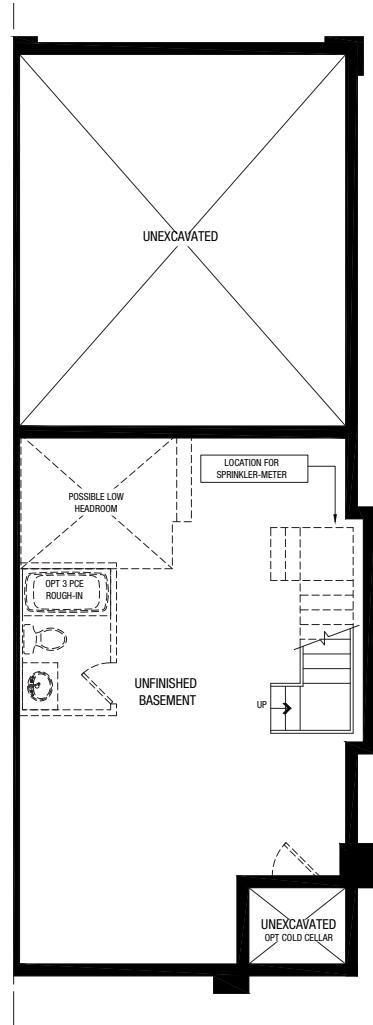 UNEXCAVATED
LOCATION FOR
SPRINKLER-METER
POSSIBLE LOW
HEADROOM
OPT 3 PCE
ROUGH-IN
UNFINISHED
BASEMENT
UP
UNEXCAVATED
OPT COLD CELLAR